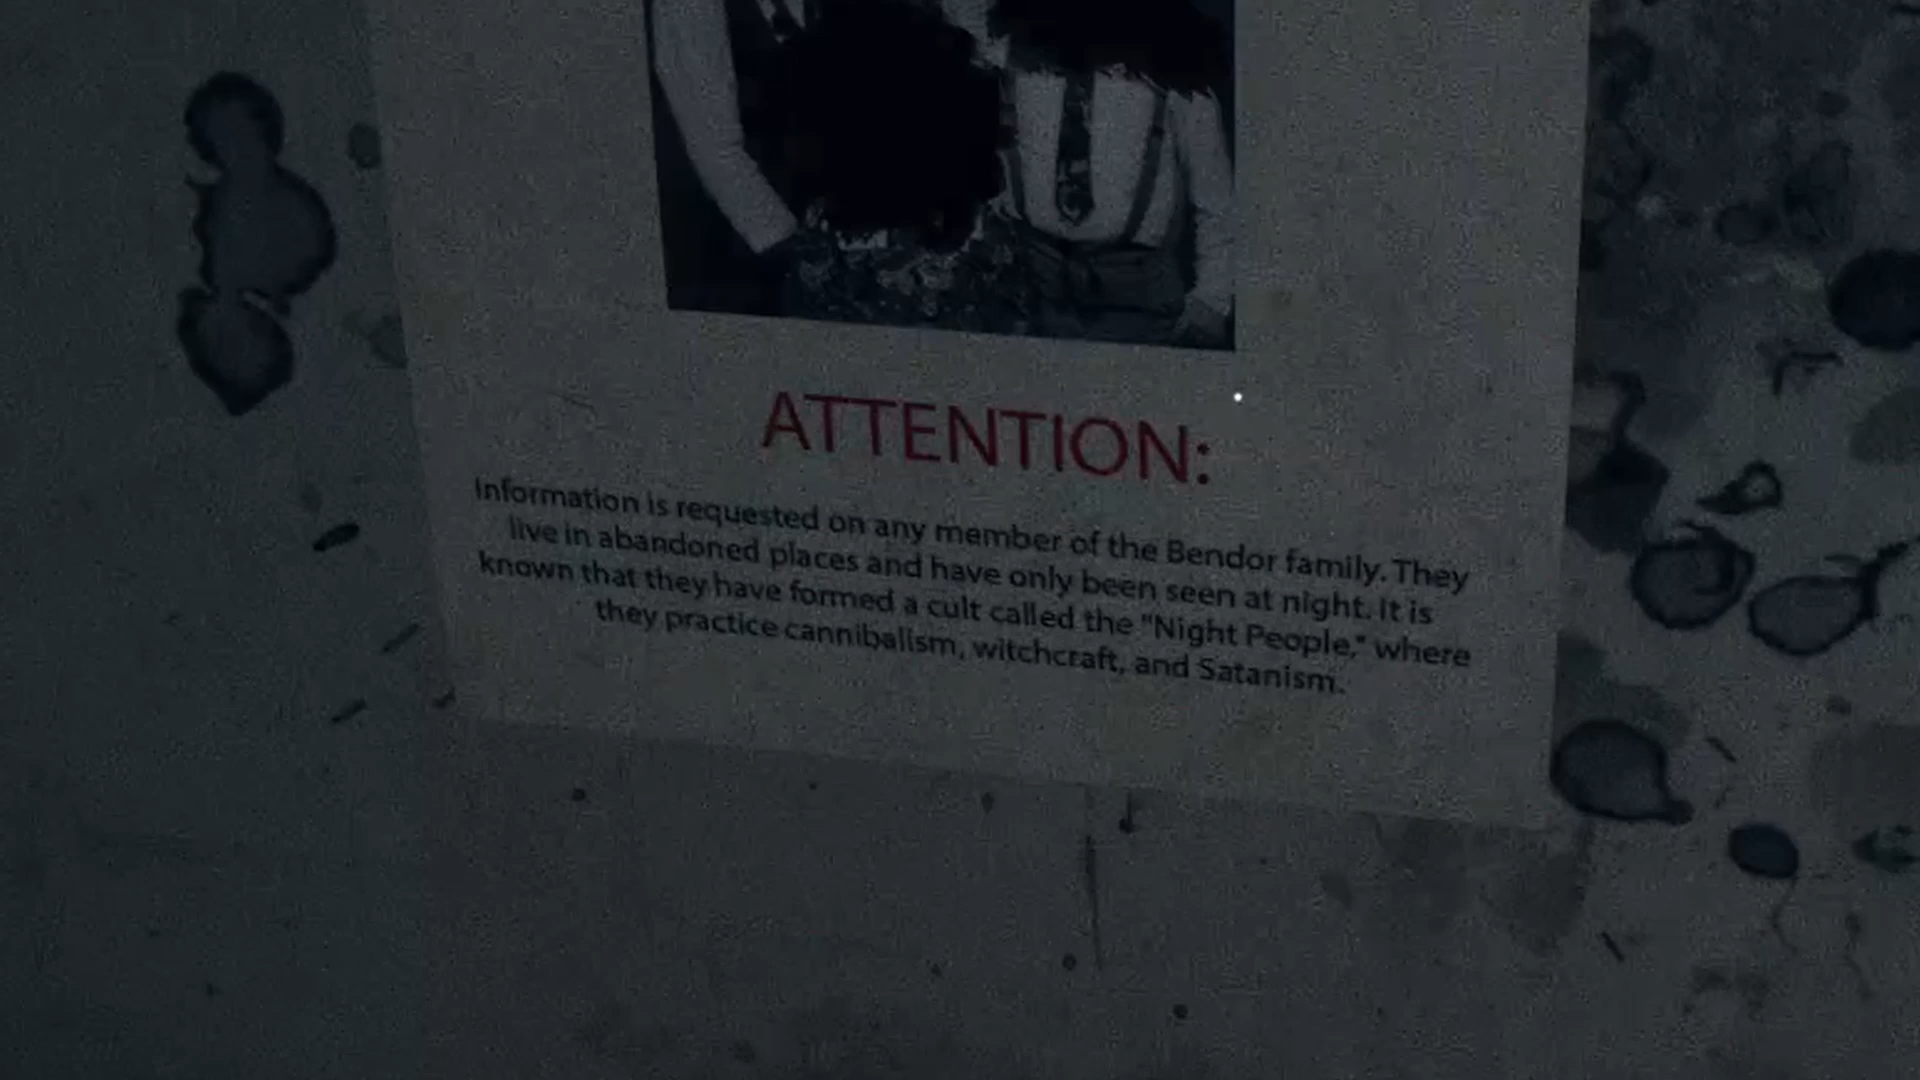 ATTENTION:
Information is requested on any member of the Bendor family. They
live in abandoned places and have only been seen at night. It is
known that they have formed a cult called the "Night People," where
they practice cannibalism, witchcraft, and Satanism.